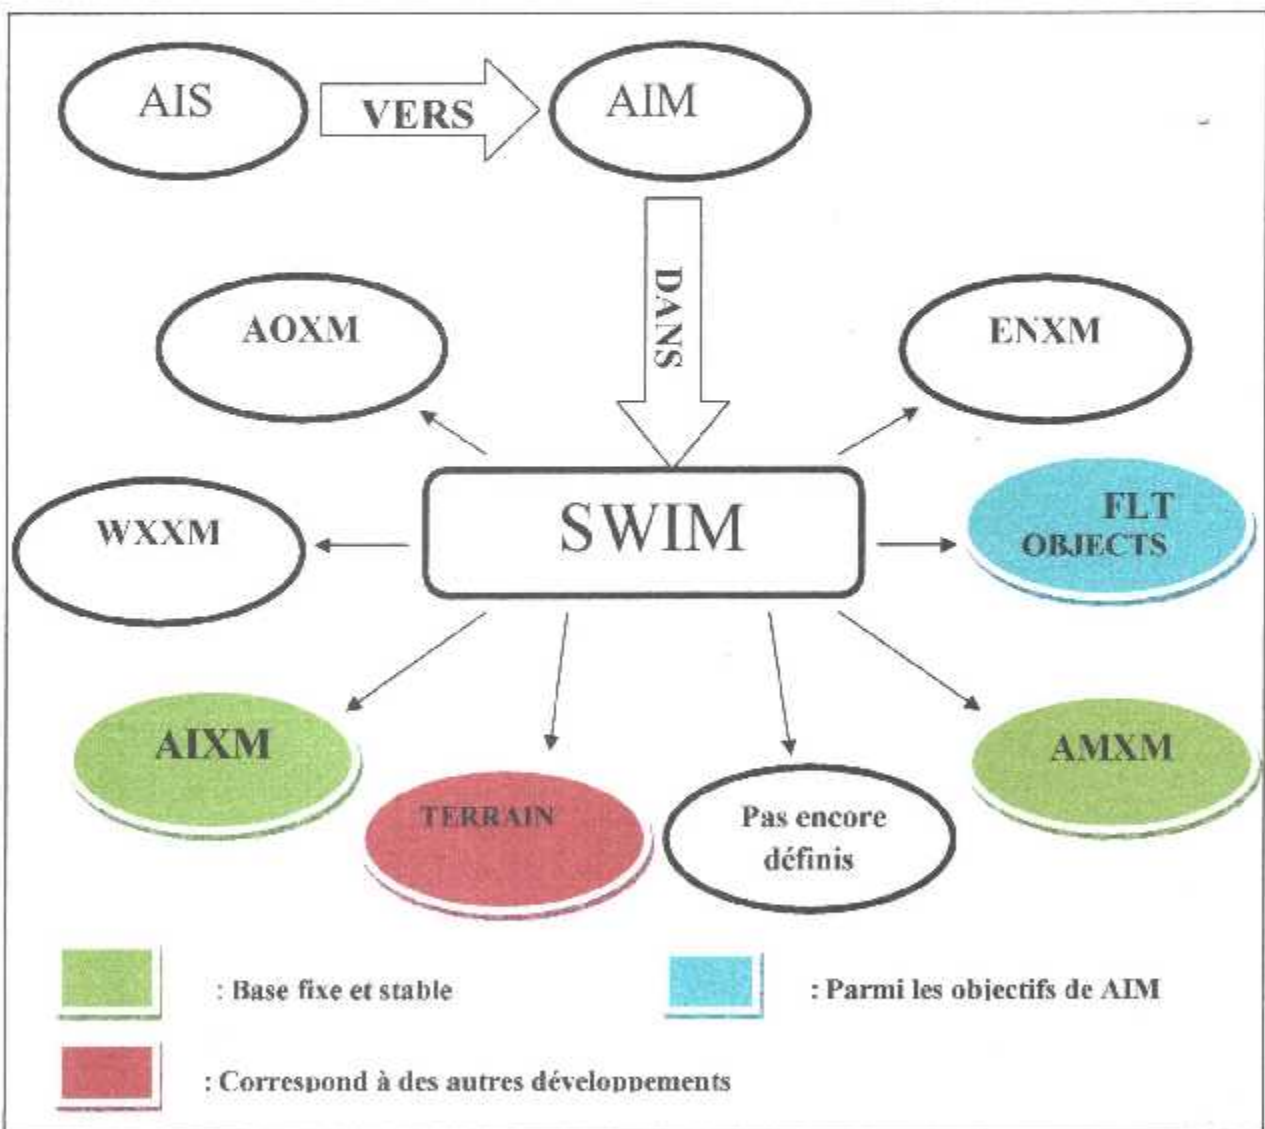 AIS
VERS
AIM
DANS
AOXM
ENXM
SWIM
FLT
OBJECTS
WXXM
AIXM
AMXM
TERRAIN
Pas encore
définis
: Base fixe et stable
: Parmi les objectifs de AIM
: Correspond à des autres développements